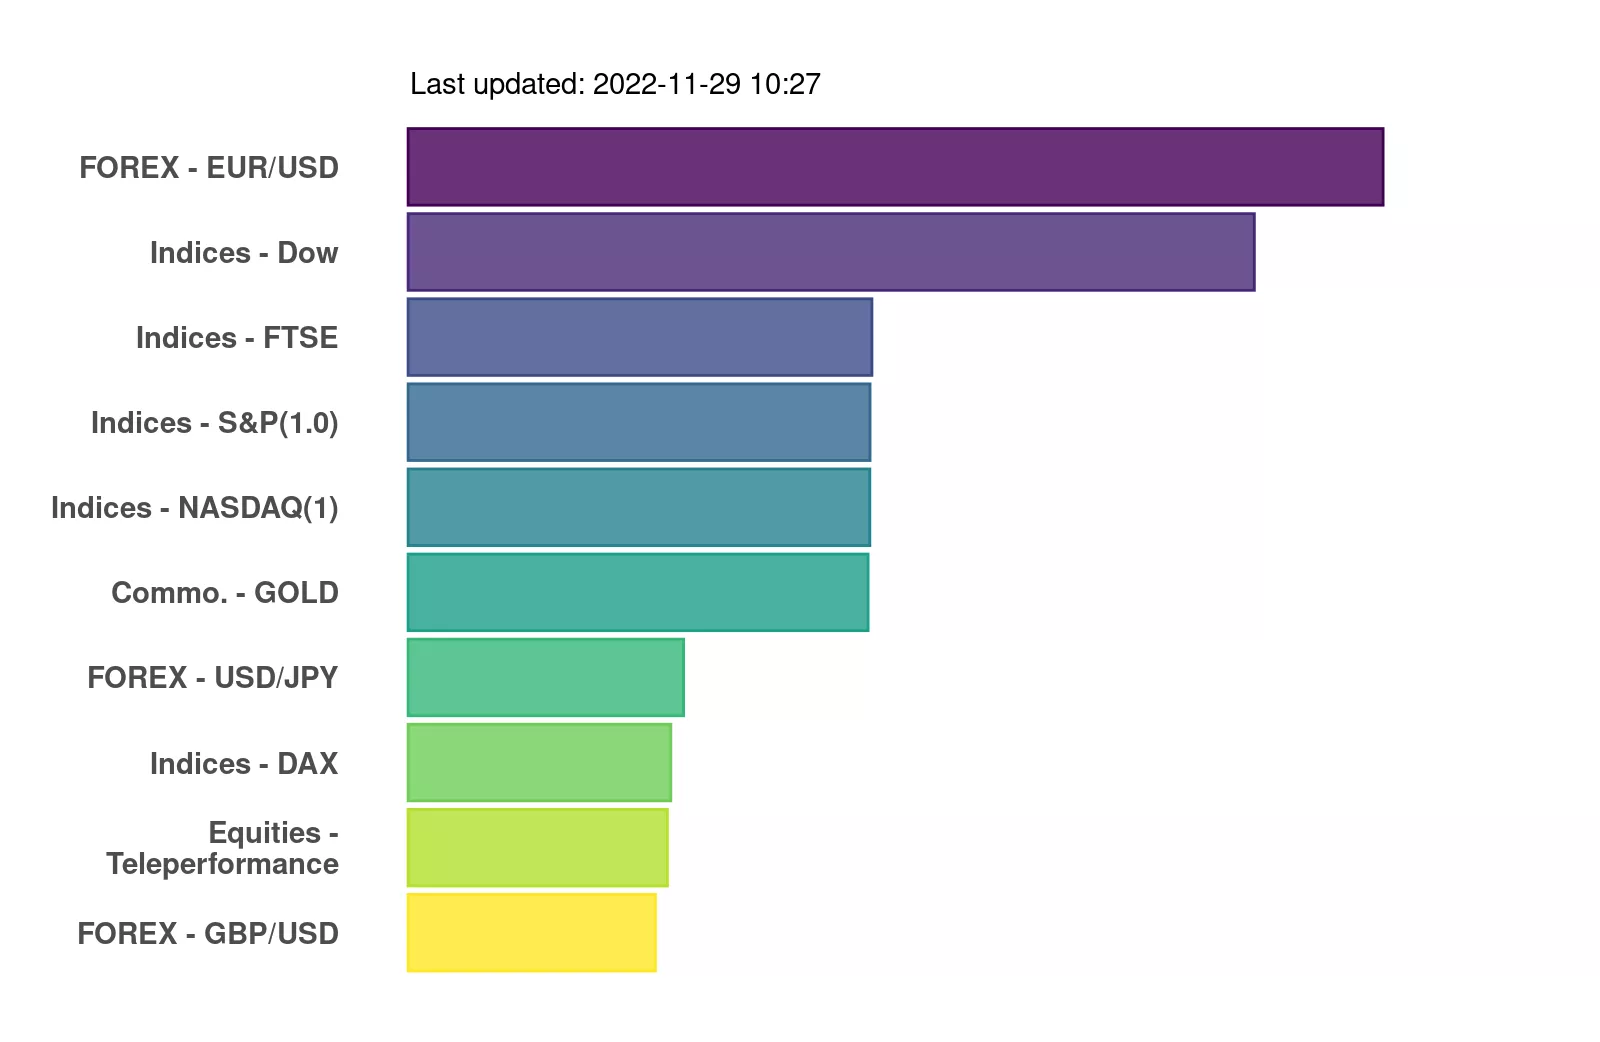 Last updated: 2022-11-29 10:27
FOREX - EUR/USD
Indices - Dow
Indices - FTSE
Indices - S&P(1.0)
Indices - NASDAQ(1)
Commo. - GOLD
FOREX - USD/JPY
Indices - DAX
Equities -
Teleperformance
FOREX - GBP/USD